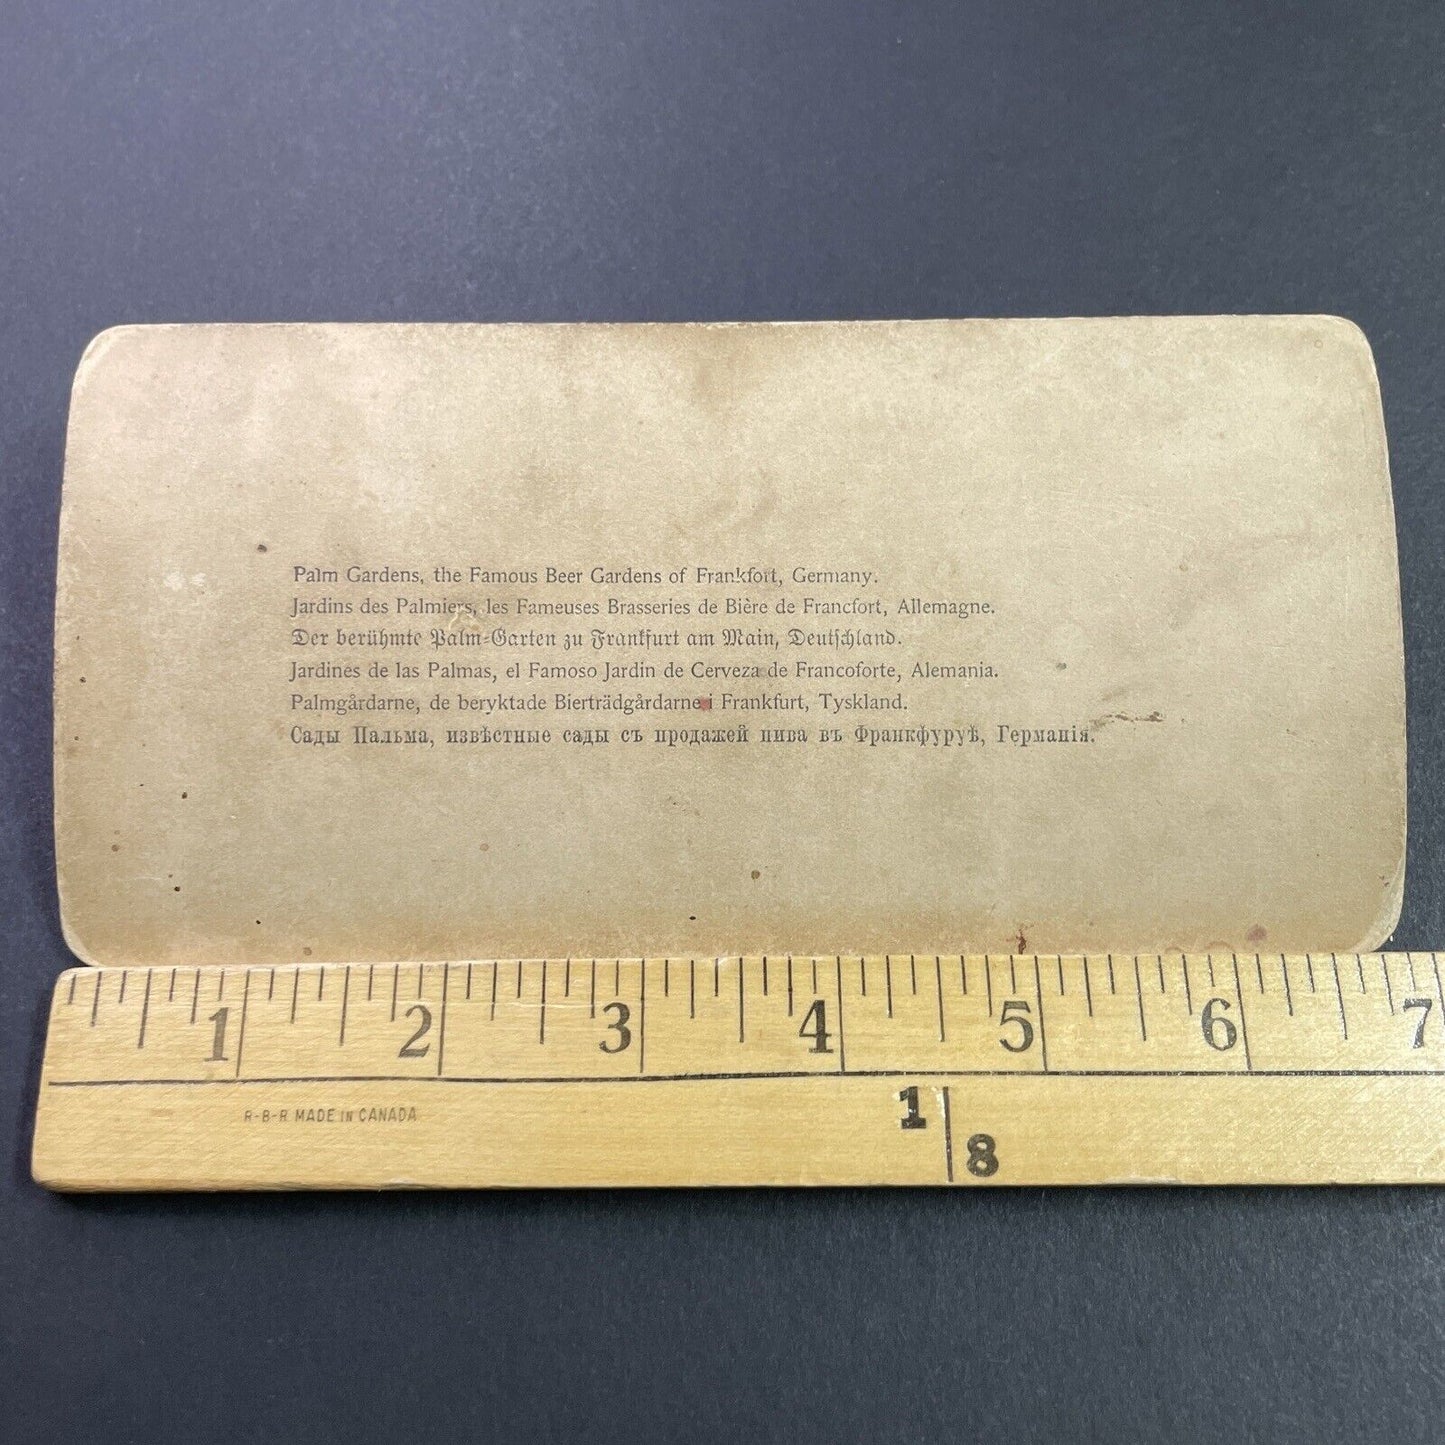 Palm Gardens, the Famous Beer Gardens of Frankfort, Germany.
Jardins des Palmiers, les Fameuses Brasseries de Bière de Francfort, Allemagne.
Der berühmte Palm-Garten zu Frankfurt am Main, Deutschland.
Jardines de las Palmas, el Famoso Jardin de Cerveza de Francoforte, Alemania.
Palmgårdarne, de beryktade Bierträdgårdarne i Frankfurt, Tyskland.
Сады Пальма, извѣстные сады съ продажей пива въ Франкфуруѣ, Германія.
1 2 3 4 5 6 7
R-B-R MADE IN CANADA
1
8